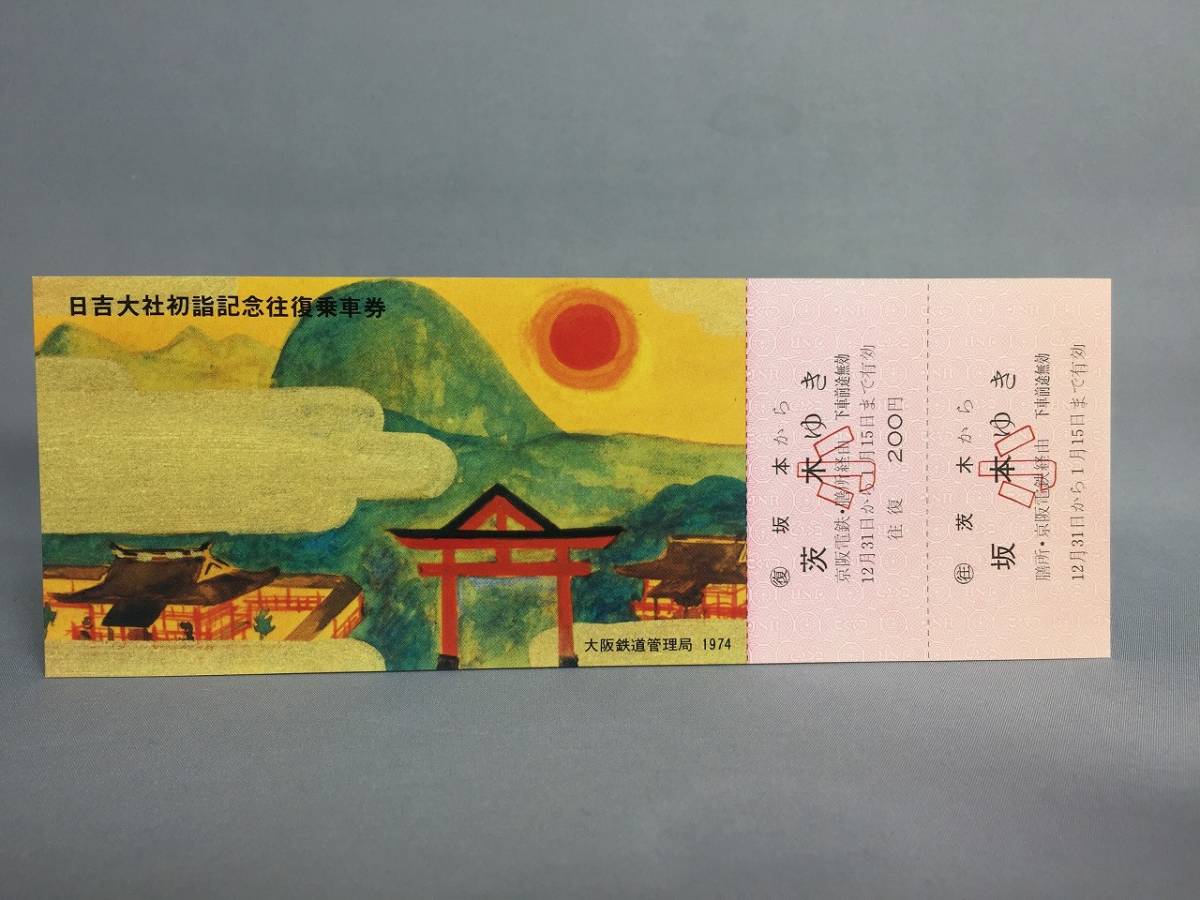 日吉大社初詣記念往復乗車券
大阪鉄道管理局 1974
復
坂本から
茨木ゆき
京阪電鉄・膳所経由 下車前途無効
12月31日から1月15日まで有効
往復 200円
小
往
茨木から
坂本ゆき
膳所・京阪電鉄経由 下車前途無効
12月31日から1月15日まで有効
小